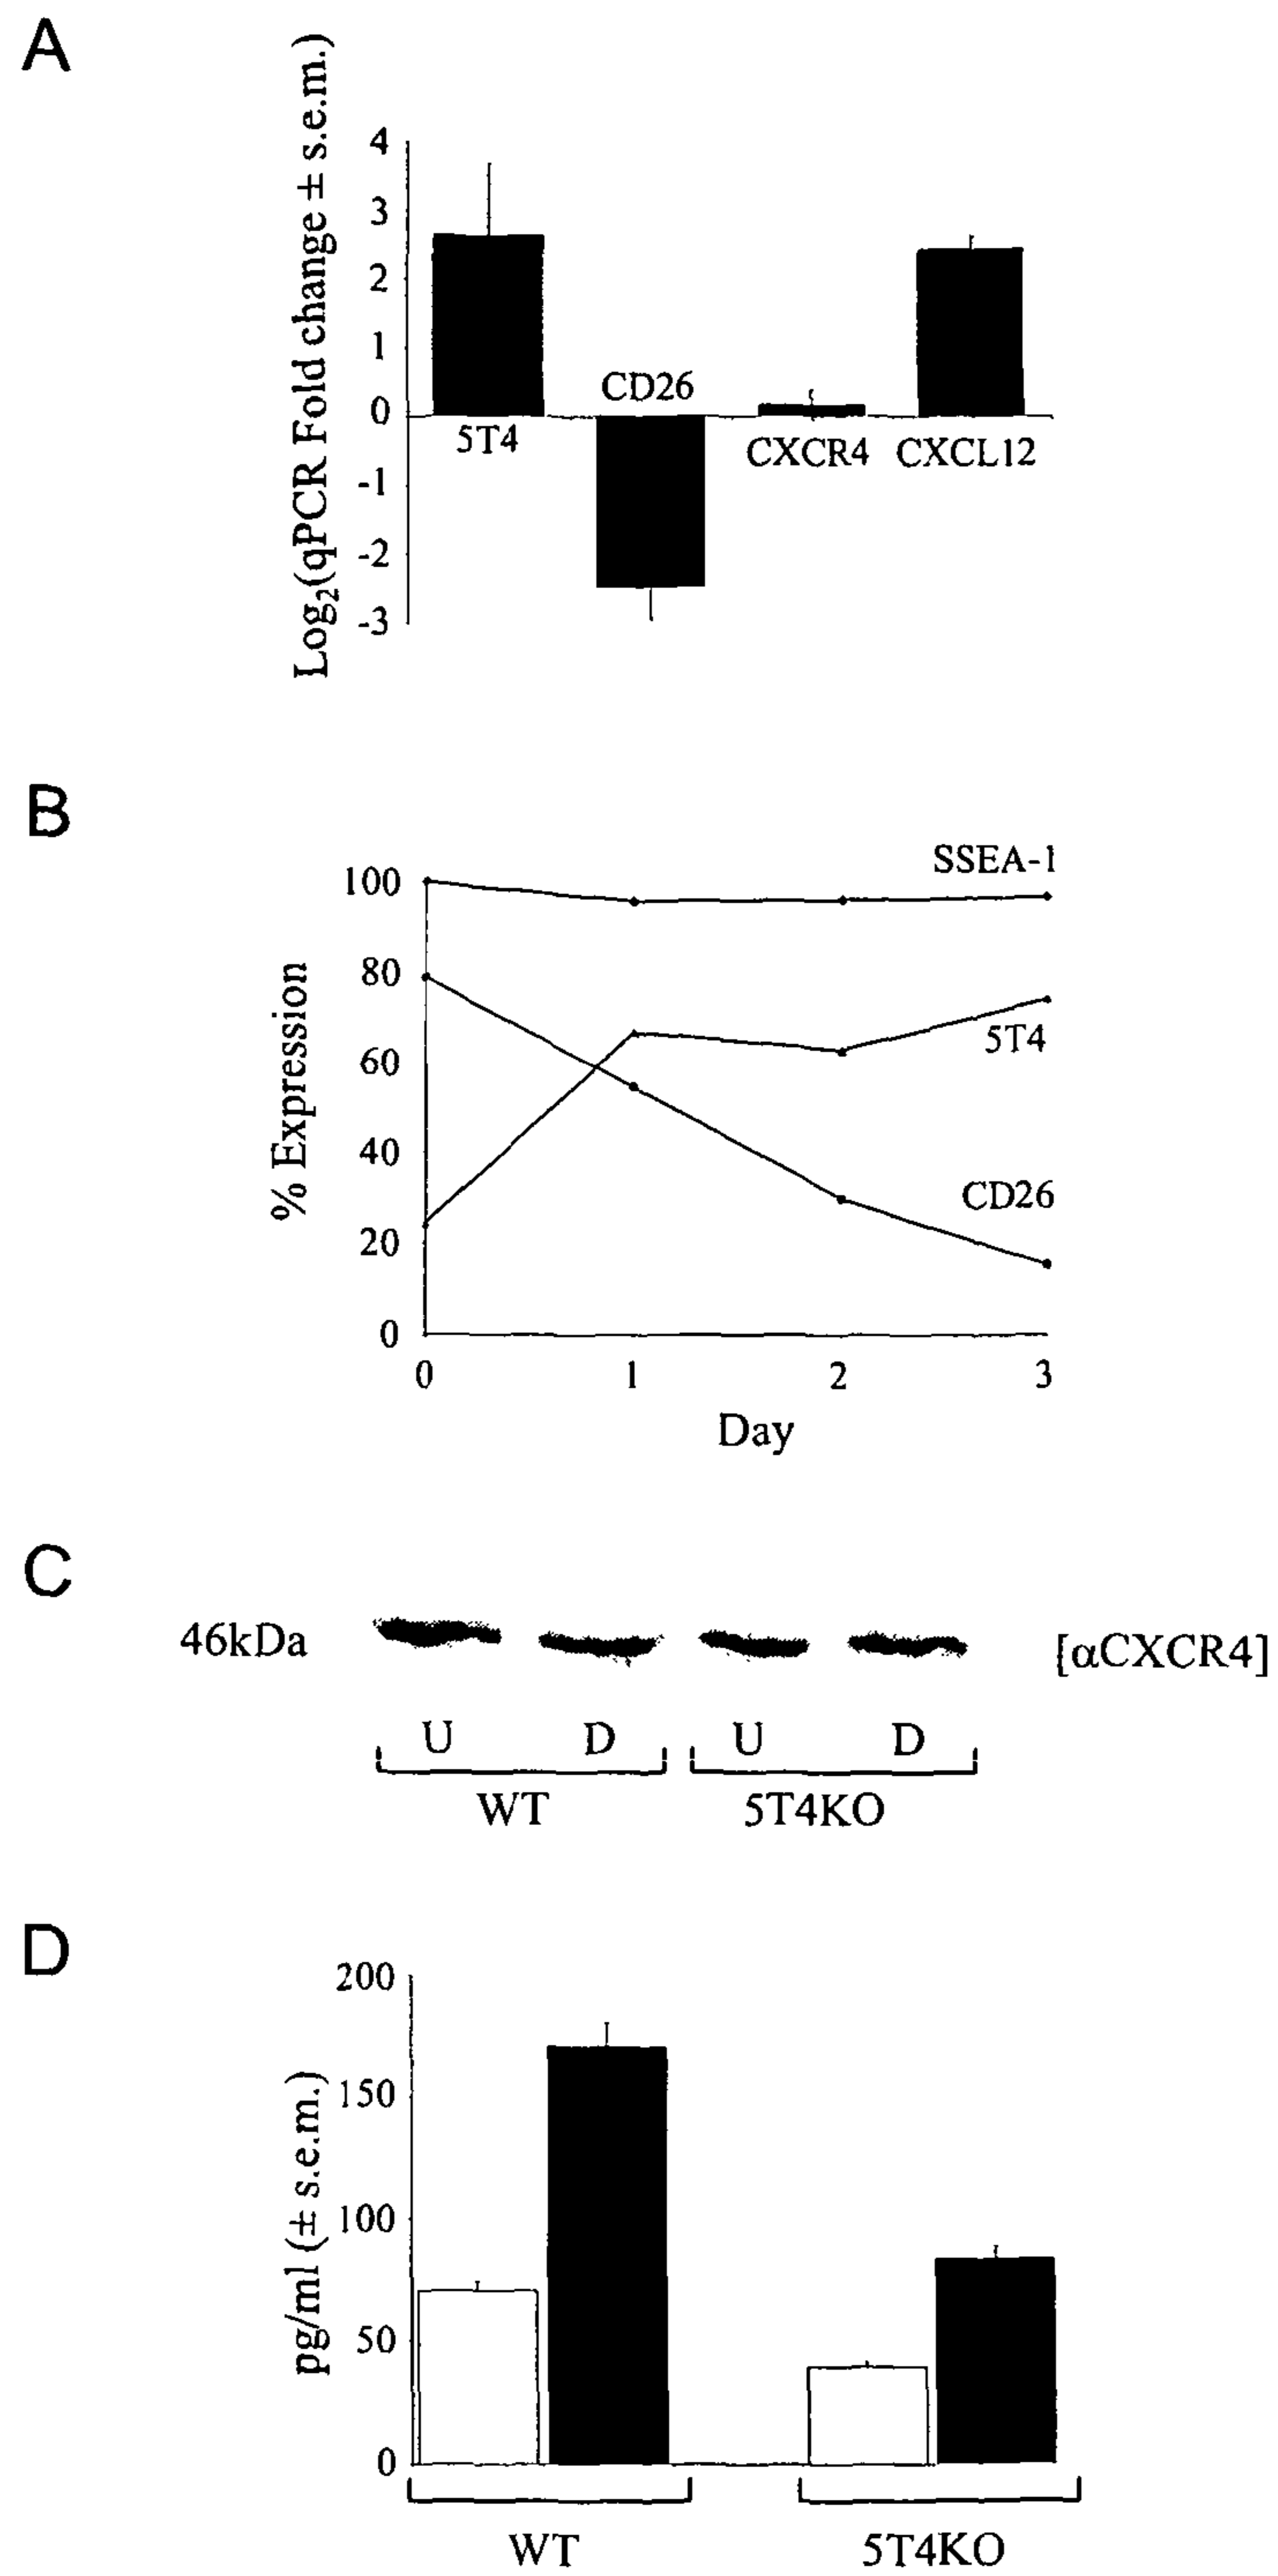 A
Log₂(qPCR Fold change ± s.e.m.)
4
3
2
1
0
-1
-2
-3
5T4
CD26
CXCR4
CXCL12
B
% Expression
100
80
60
40
20
0
SSEA-1
5T4
CD26
0 1 2 3
Day
C
46kDa
[αCXCR4]
U D U D
WT 5T4KO
D
pg/ml (± s.e.m.)
200
150
100
50
0
WT 5T4KO